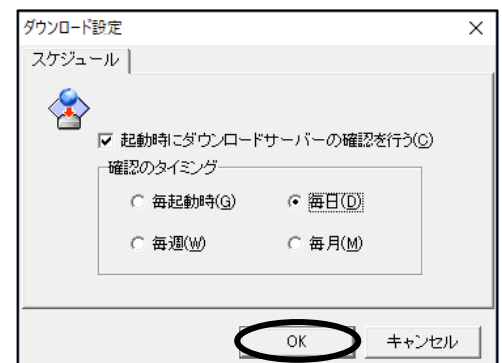 ダウンロード設定
スケジュール
起動時にダウンロードサーバーの確認を行う(C)
確認のタイミング
毎起動時(G) 毎日(D)
毎週(W) 毎月(M)
OK キャンセル